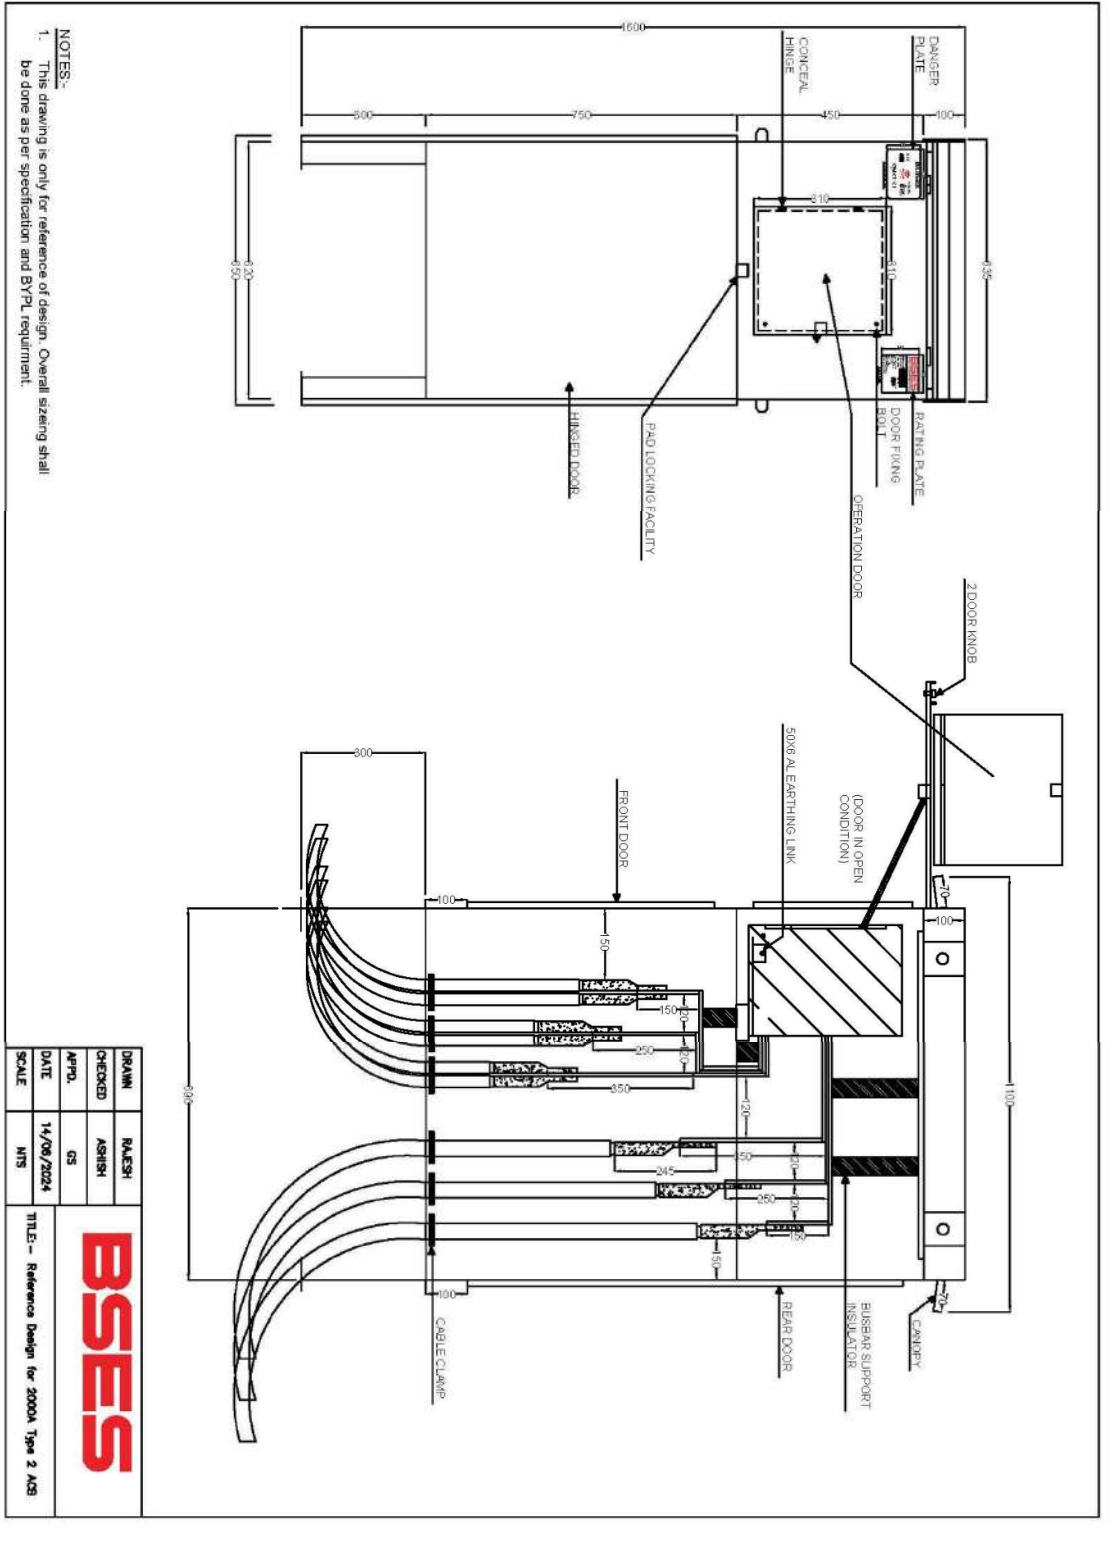 1600
300
750
450
100
DANGER
PLATE
CONCEAL
HINGE
310
310
635
620
650
BSES
RATING PLATE
DOOR FIXING
BOLT
OPERATION DOOR
PAD LOCKING FACILITY
HINGED DOOR
2 DOOR KNOB
50X6 AL EARTHING LINK
(DOOR IN OPEN
CONDITION)
FRONT DOOR
300
100
70
100
1100
150
150
120
120
250
350
120
245
350
120
250
120
150
150
690
100
70
CANOPY
BUSBAR SUPPORT
INSULATOR
REAR DOOR
CABLE CLAMP
NOTES:-
1. This drawing is only for reference of design. Overall sizeing shall
be done as per specification and BYPL requirment.
DRAWN RAJESH
CHECKED ASHISH
APPD. GS
DATE 14/06/2024
SCALE NTS
BSES
TITLE:- Reference Design for 2000A Type 2 ACB